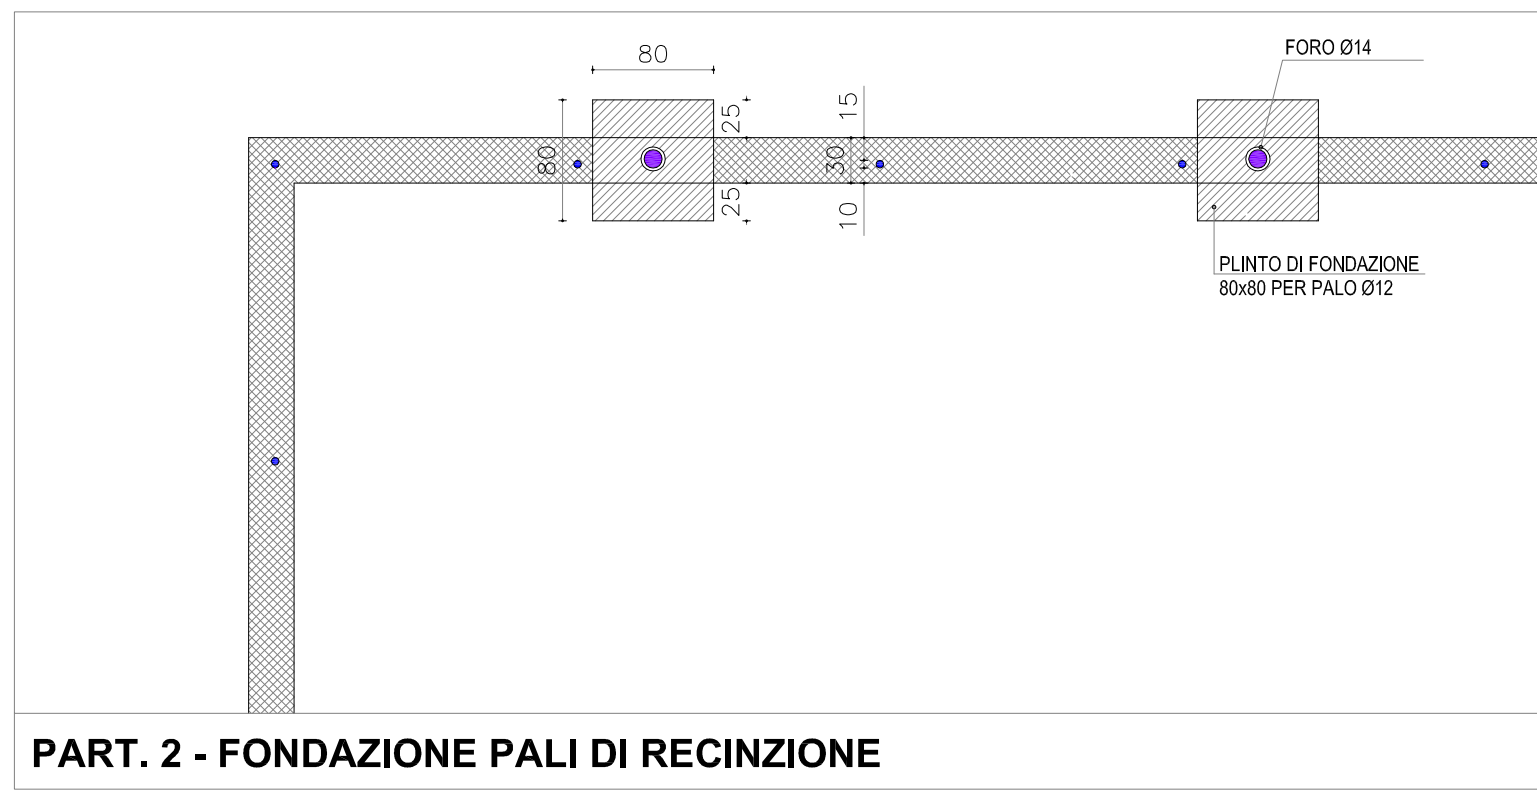 80
FORO Ø14
25
15
80
30
25
10
PLINTO DI FONDAZIONE
80x80 PER PALO Ø12
PART. 2 - FONDAZIONE PALI DI RECINZIONE